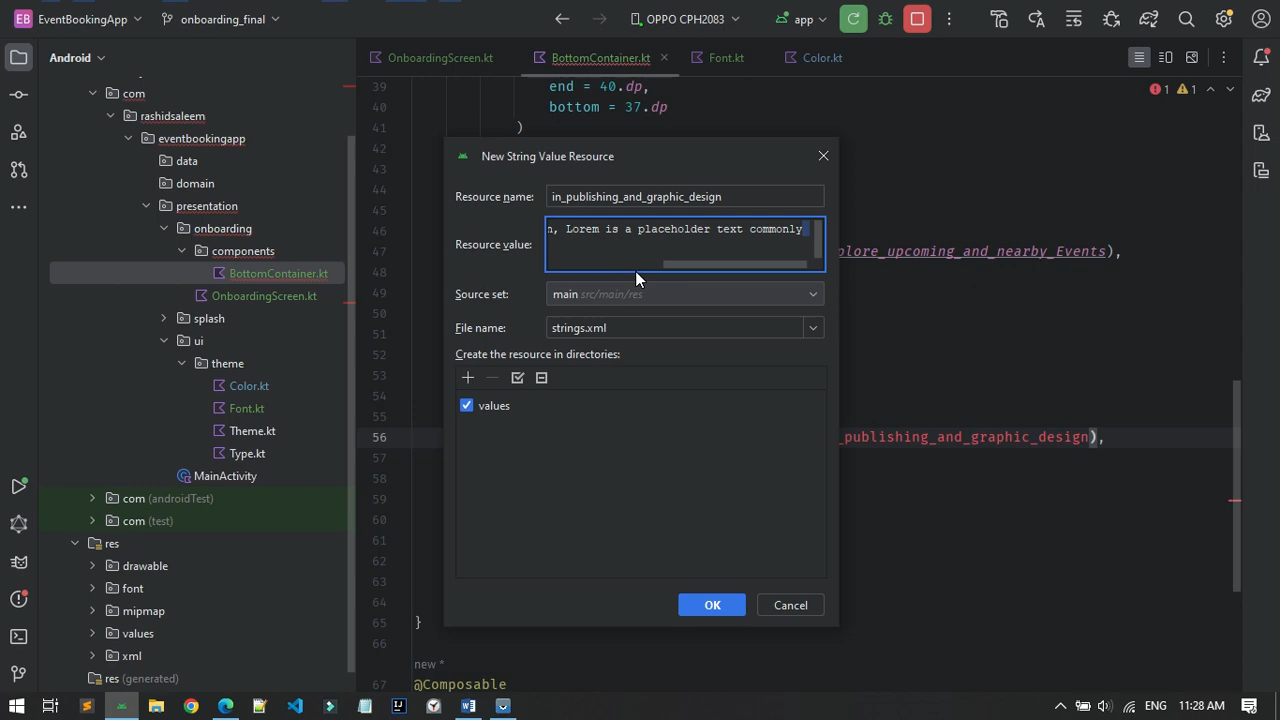 EB EventBookingApp onboarding_final OPPO CPH2083 app
Android
OnboardingScreen.kt BottomContainer.kt Font.kt Color.kt
com
rashidsaleem
eventbookingapp
data
domain
presentation
onboarding
components
BottomContainer.kt
OnboardingScreen.kt
splash
ui
theme
Color.kt
Font.kt
Theme.kt
Type.kt
MainActivity
com (androidTest)
com (test)
res
drawable
font
mipmap
values
xml
res (generated)
39 end = 40.dp,
40 bottom = 37.dp
41 )
42
43
44
45
46
47 plore_upcoming_and_nearby_Events),
48
49
50
51
52
53
54
55
56 _publishing_and_graphic_design),
57
58
59
60
61
62
63
64
65 }
66
new *
67 @Composable
1 1
New String Value Resource
Resource name: in_publishing_and_graphic_design
Resource value: n, Lorem is a placeholder text commonly
Source set: main src/main/res
File name: strings.xml
Create the resource in directories:
values
OK Cancel
ENG 11:28 AM